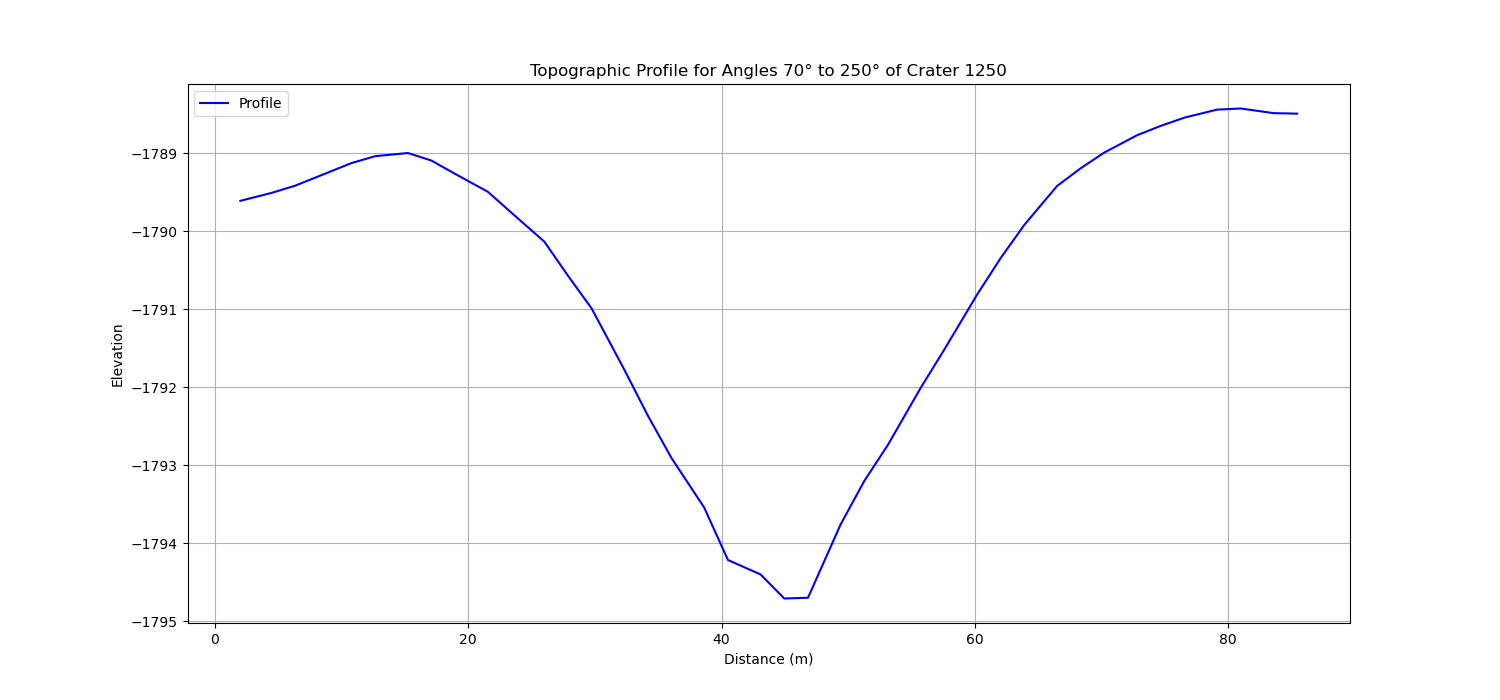 Topographic Profile for Angles 70° to 250° of Crater 1250
Profile
−1789
−1790
−1791
−1792
−1793
−1794
−1795
Elevation
0 20 40 60 80
Distance (m)